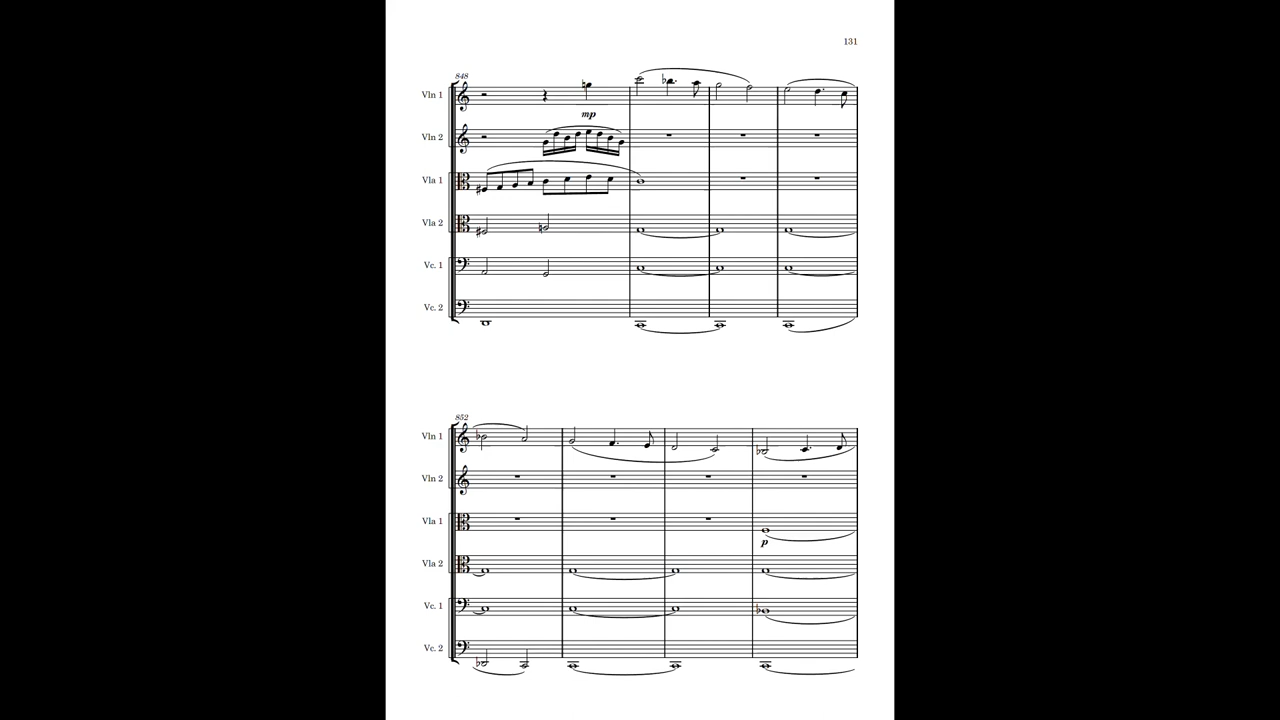 131
848
Vln 1
mp
Vln 2
Vla 1
Vla 2
Vc. 1
Vc. 2
852
Vln 1
Vln 2
Vla 1
p
Vla 2
Vc. 1
Vc. 2